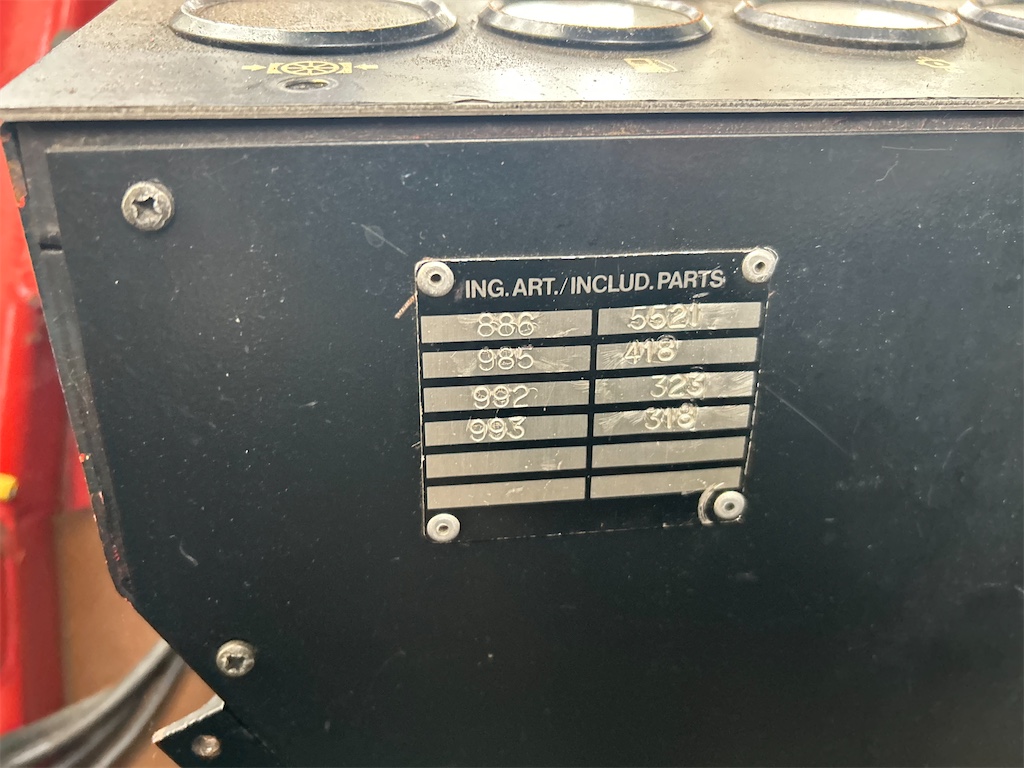 ING. ART./INCLUD. PARTS
886 5521
985 418
992 323
993 318